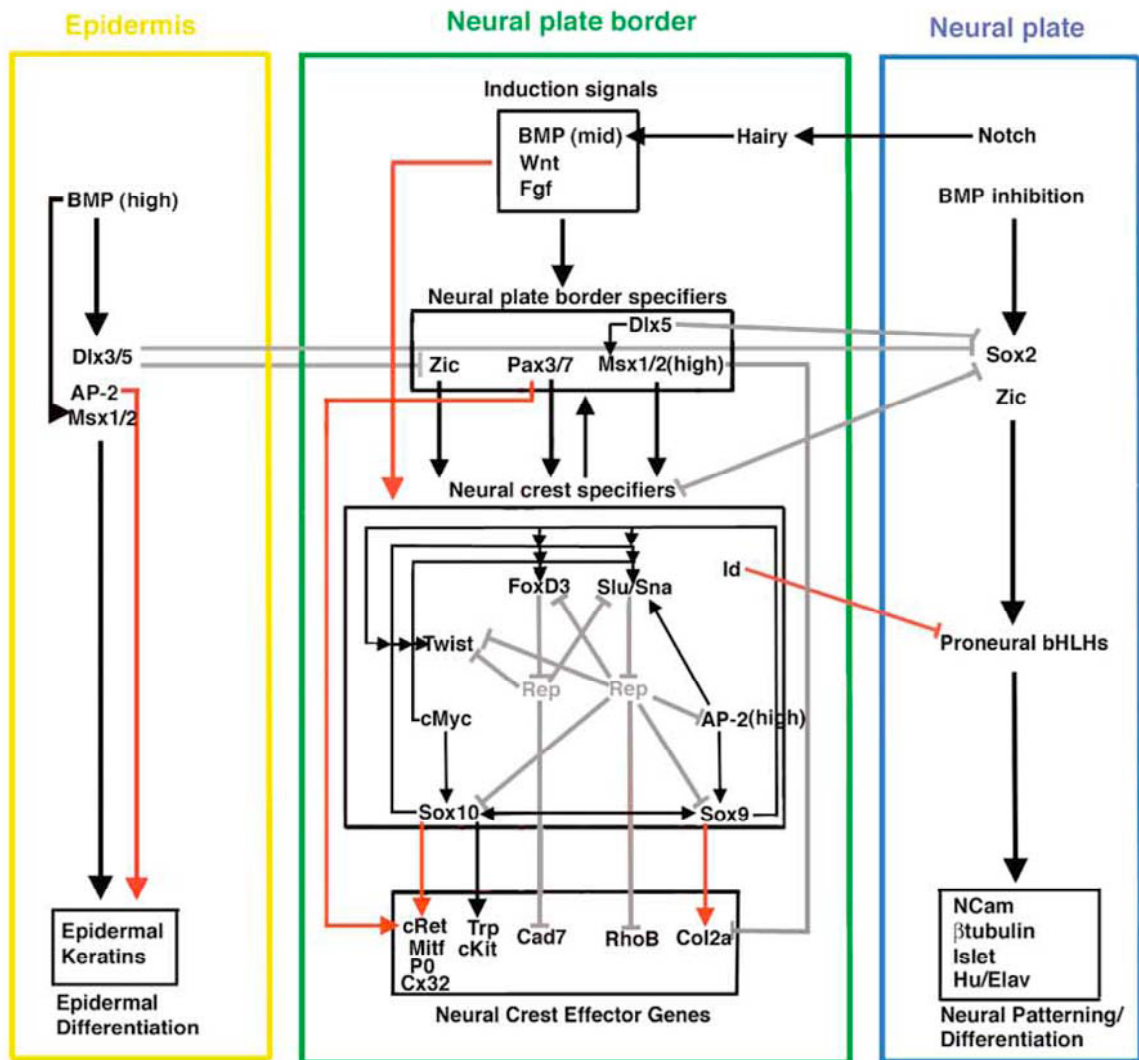 Epidermis
Neural plate border
Neural plate
Induction signals
BMP (mid)
Wnt
Fgf
Hairy
Notch
BMP (high)
BMP inhibition
Neural plate border specifiers
Dlx5
Dlx3/5
Zic
Pax3/7
Msx1/2(high)
Sox2
AP-2
Msx1/2
Zic
Neural crest specifiers
FoxD3
Slu/Sna
Id
Twist
Proneural bHLHs
Rep
Rep
cMyc
AP-2(high)
Sox10
Sox9
Epidermal
Keratins
Epidermal
Differentiation
cRet
Mitf
P0
Cx32
Trp
cKit
Cad7
RhoB
Col2a
Neural Crest Effector Genes
NCam
βtubulin
Islet
Hu/Elav
Neural Patterning/
Differentiation